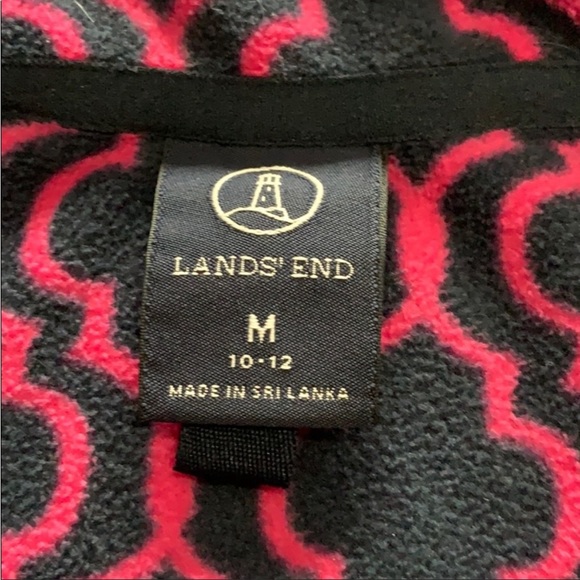 LANDS' END
M
10-12
MADE IN SRI LANKA